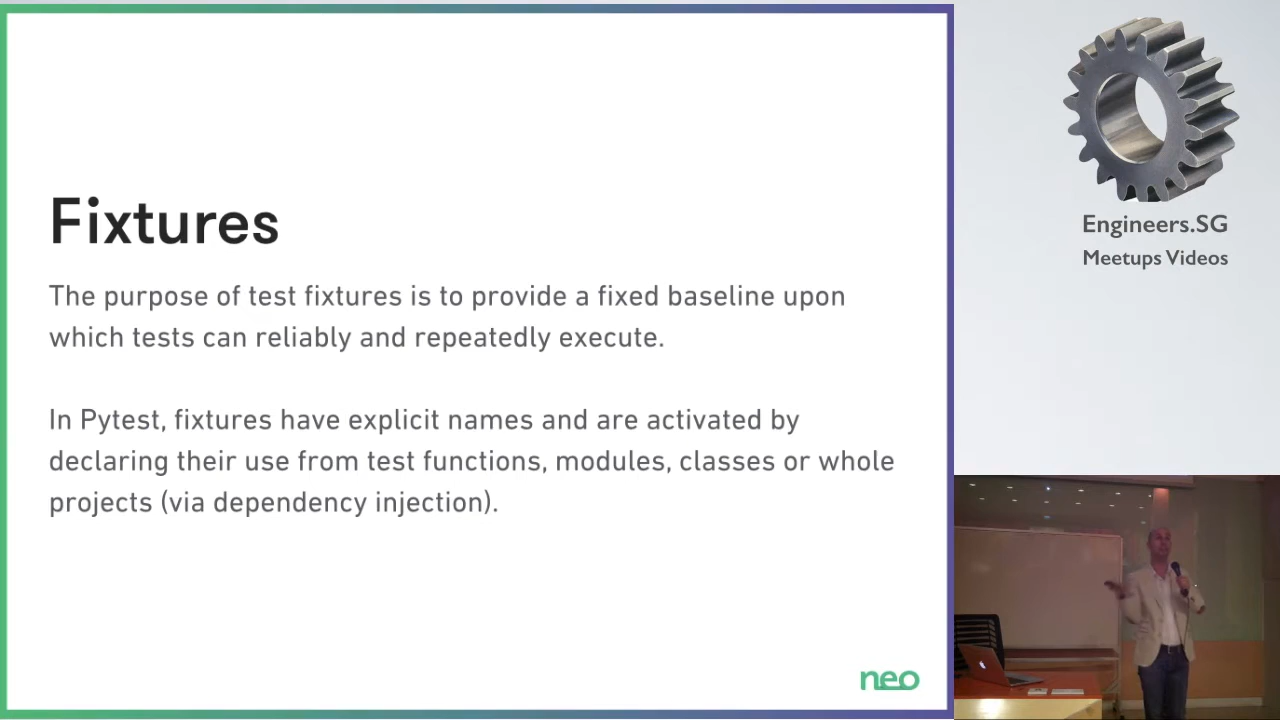 Fixtures
The purpose of test fixtures is to provide a fixed baseline upon
which tests can reliably and repeatedly execute.
In Pytest, fixtures have explicit names and are activated by
declaring their use from test functions, modules, classes or whole
projects (via dependency injection).
neo
Engineers.SG
Meetups Videos